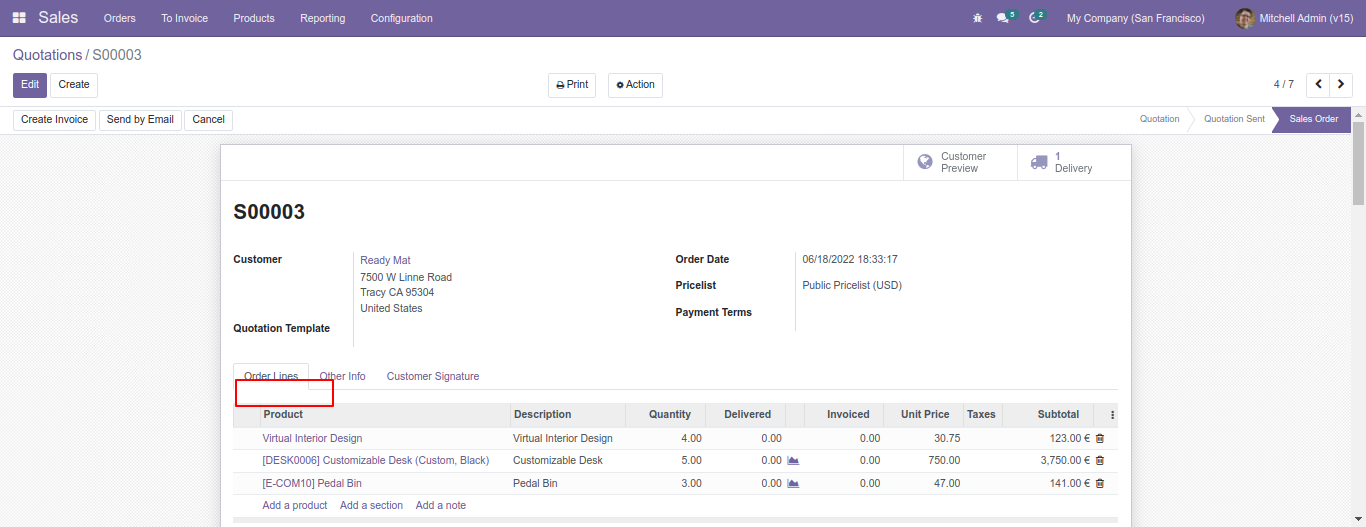 Sales Orders To Invoice Products Reporting Configuration 5 2 My Company (San Francisco) Mitchell Admin (v15)
Quotations / S00003
Edit Create Print Action 4 / 7
Create Invoice Send by Email Cancel Quotation Quotation Sent Sales Order
Customer Preview 1 Delivery
S00003
Customer Ready Mat Order Date 06/18/2022 18:33:17
7500 W Linne Road
Tracy CA 95304 Pricelist Public Pricelist (USD)
United States Payment Terms
Quotation Template
Order Lines Other Info Customer Signature
Product Description Quantity Delivered Invoiced Unit Price Taxes Subtotal
Virtual Interior Design Virtual Interior Design 4.00 0.00 0.00 30.75 123.00 €
[DESK0006] Customizable Desk (Custom, Black) Customizable Desk 5.00 0.00 0.00 750.00 3,750.00 €
[E-COM10] Pedal Bin Pedal Bin 3.00 0.00 0.00 47.00 141.00 €
Add a product Add a section Add a note